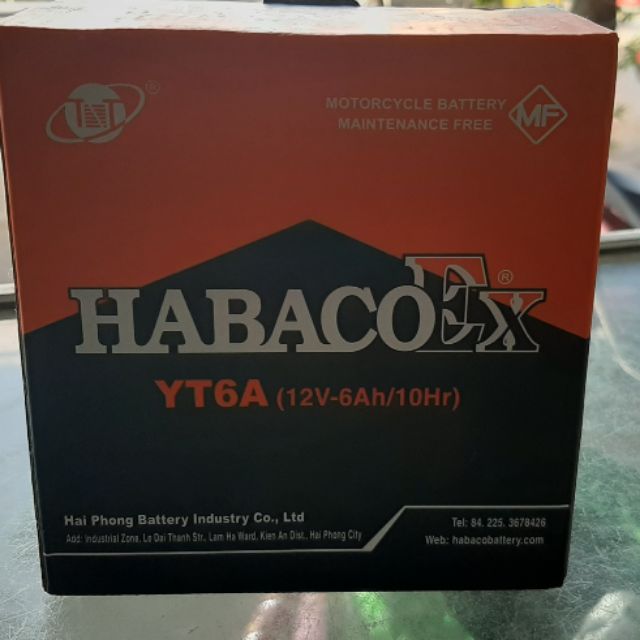 TNT®
MOTORCYCLE BATTERY
MAINTENANCE FREE
MF
HABACOEx®
YT6A (12V-6Ah/10Hr)
Hai Phong Battery Industry Co., Ltd
Add: Industrial Zone, Le Dai Thanh Str., Lam Ha Ward, Kien An Dist., Hai Phong City
Tel: 84. 225. 3678426
Web: habacobattery.com